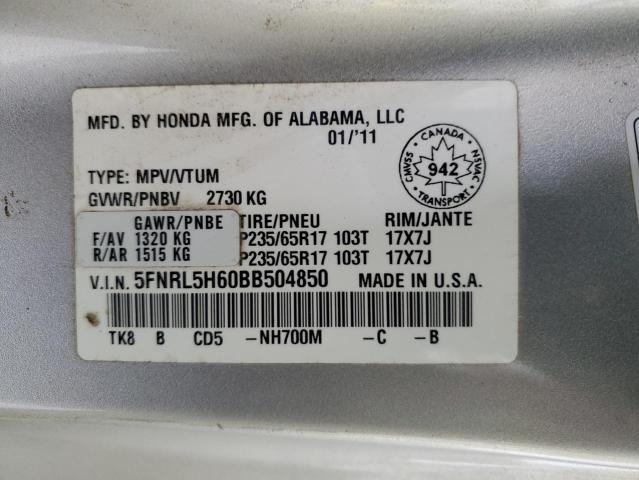 MFD. BY HONDA MFG. OF ALABAMA, LLC
01/'11
CANADA
CMVSS 942 NSVAC
TRANSPORT
TYPE: MPV/VTUM
GVWR/PNBV 2730 KG
GAWR/PNBE TIRE/PNEU RIM/JANTE
F/AV 1320 KG P235/65R17 103T 17X7J
R/AR 1515 KG P235/65R17 103T 17X7J
V.I.N. 5FNRL5H60BB504850 MADE IN U.S.A.
TK8 B CD5 -NH700M -C -B